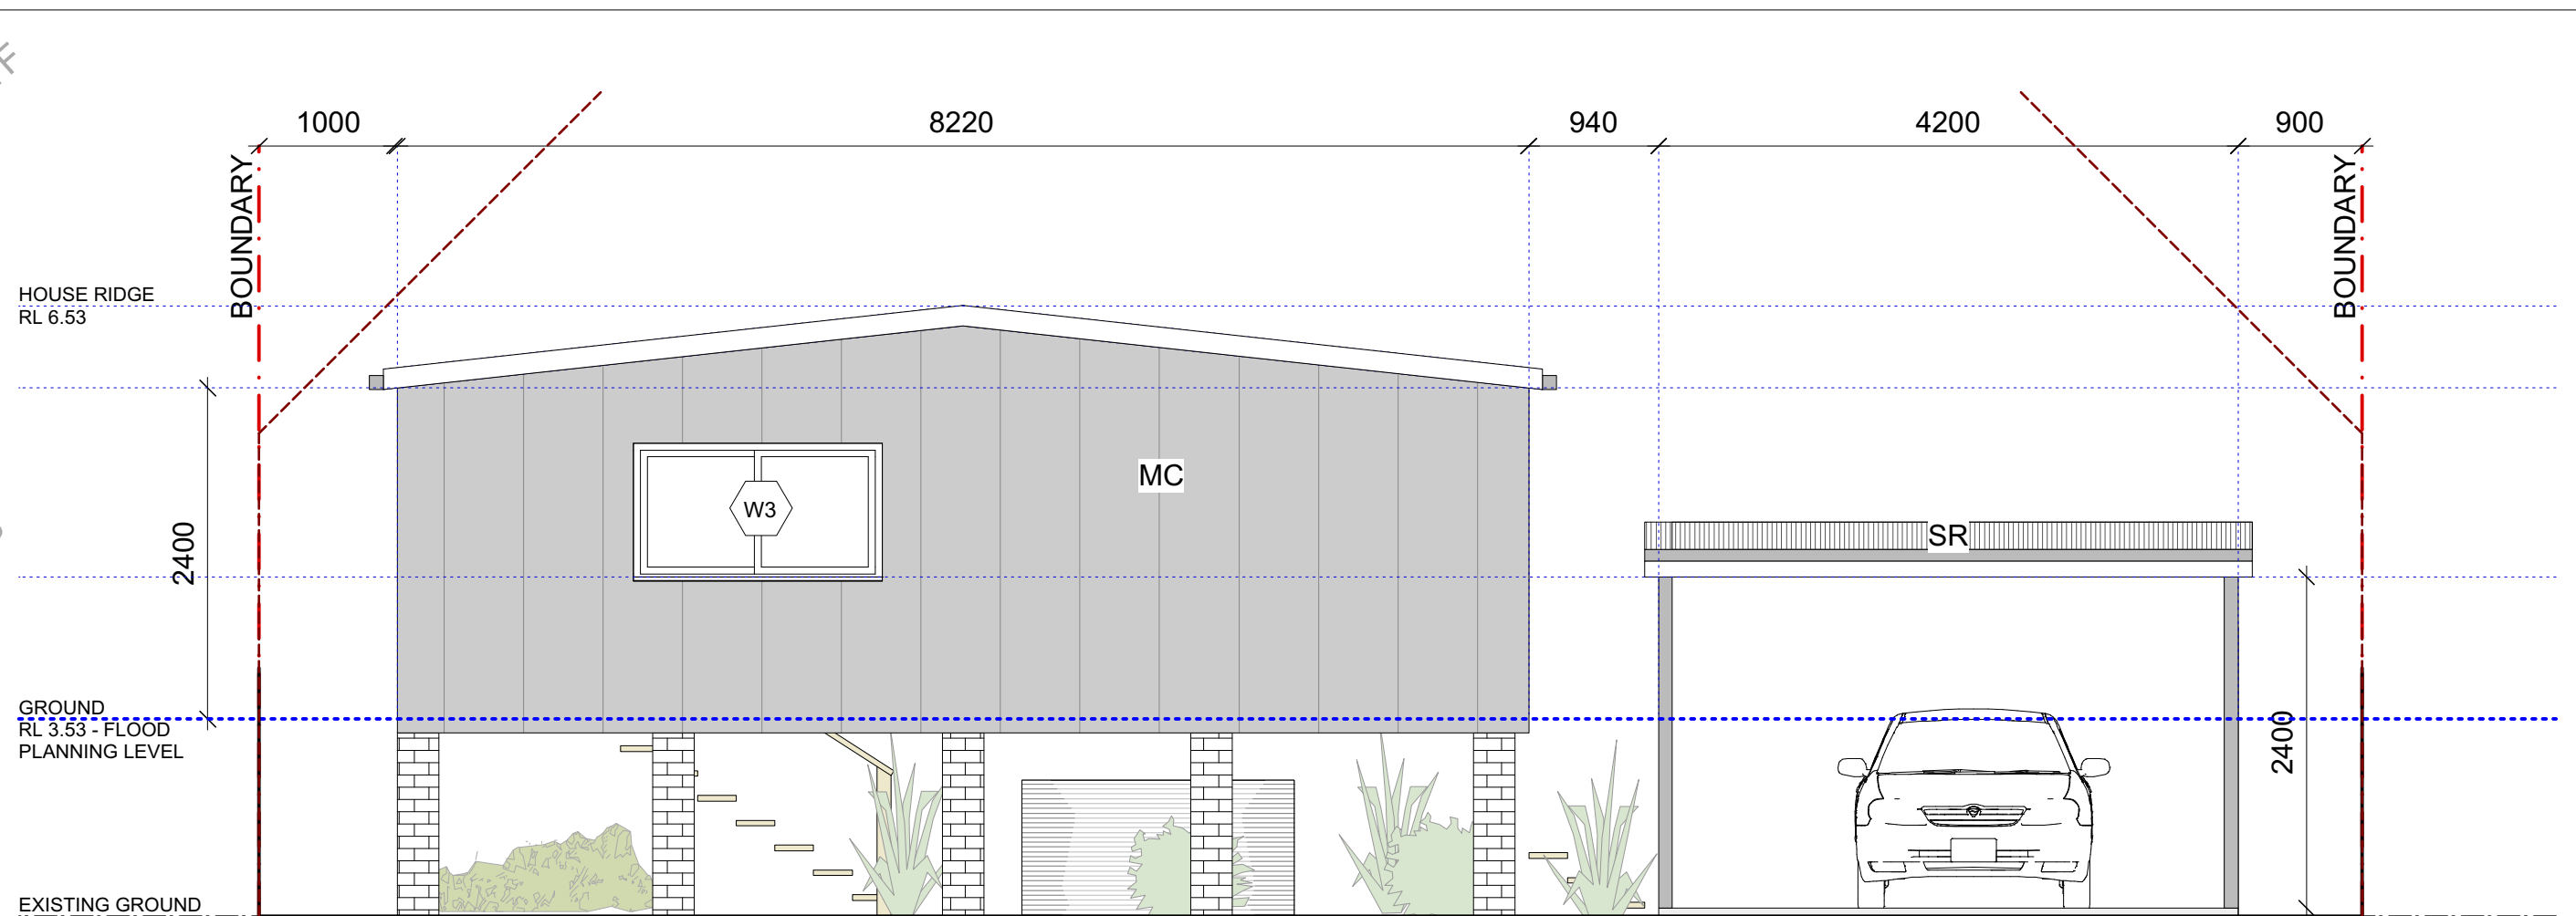 1000
8220
940
4200
900
BOUNDARY
BOUNDARY
HOUSE RIDGE
RL 6.53
MC
W3
SR
2400
GROUND
RL 3.53 - FLOOD
PLANNING LEVEL
2400
EXISTING GROUND